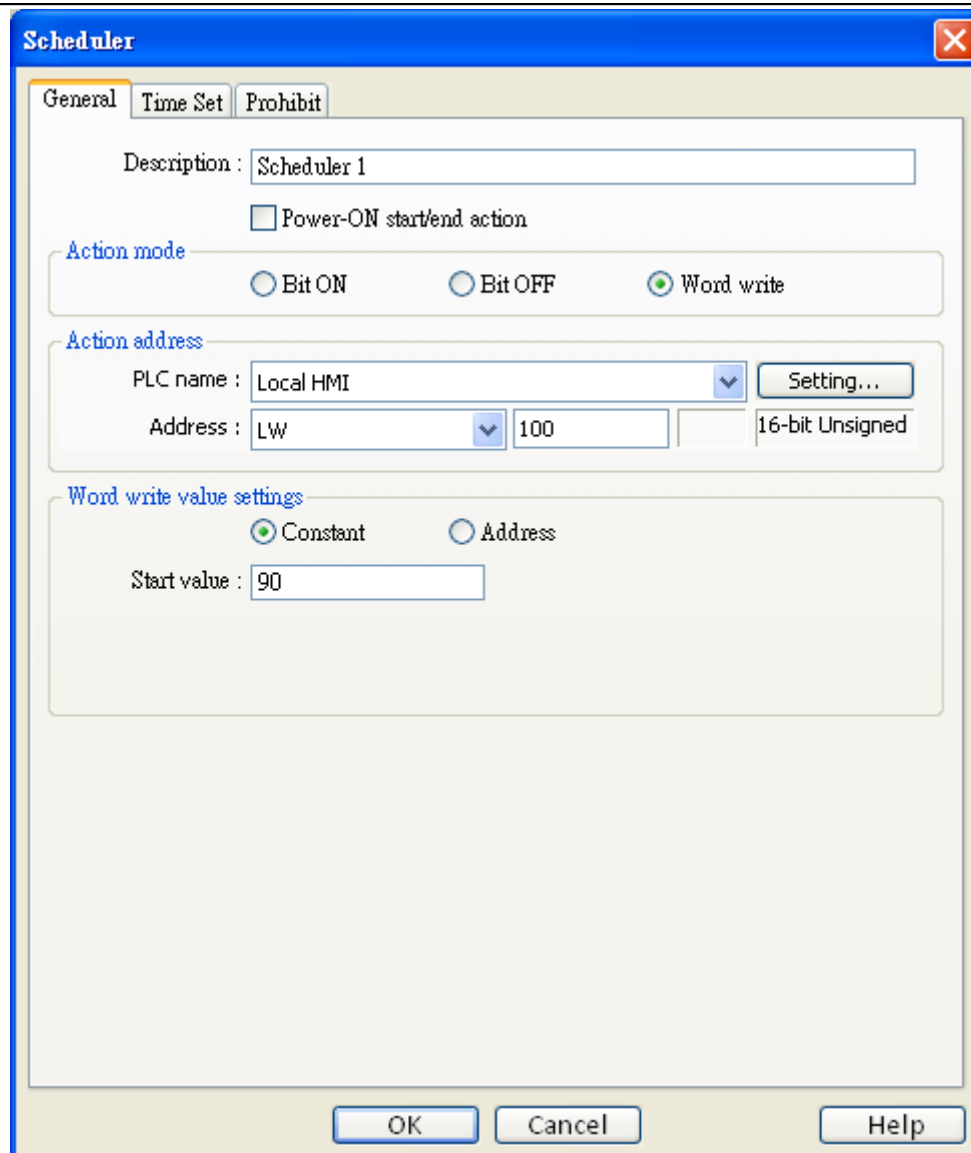 Scheduler
General Time Set Prohibit
Description : Scheduler 1
Power-ON start/end action
Action mode
Bit ON Bit OFF Word write
Action address
PLC name : Local HMI Setting...
Address : LW 100 16-bit Unsigned
Word write value settings
Constant Address
Start value : 90
OK Cancel Help